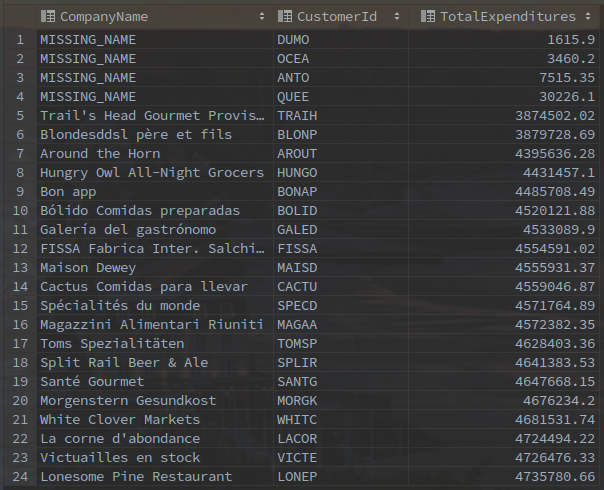 CompanyName CustomerId TotalExpenditures
1 MISSING_NAME DUMO 1615.9
2 MISSING_NAME OCEA 3460.2
3 MISSING_NAME ANTO 7515.35
4 MISSING_NAME QUEE 30226.1
5 Trail's Head Gourmet Provis… TRAIH 3874502.02
6 Blondesddsl père et fils BLONP 3879728.69
7 Around the Horn AROUT 4395636.28
8 Hungry Owl All-Night Grocers HUNGO 4431457.1
9 Bon app BONAP 4485708.49
10 Bólido Comidas preparadas BOLID 4520121.88
11 Galería del gastrónomo GALED 4533089.9
12 FISSA Fabrica Inter. Salchi… FISSA 4554591.02
13 Maison Dewey MAISD 4555931.37
14 Cactus Comidas para llevar CACTU 4559046.87
15 Spécialités du monde SPECD 4571764.89
16 Magazzini Alimentari Riuniti MAGAA 4572382.35
17 Toms Spezialitäten TOMSP 4628403.36
18 Split Rail Beer & Ale SPLIR 4641383.53
19 Santé Gourmet SANTG 4647668.15
20 Morgenstern Gesundkost MORGK 4676234.2
21 White Clover Markets WHITC 4681531.74
22 La corne d'abondance LACOR 4724494.22
23 Victuailles en stock VICTE 4726476.33
24 Lonesome Pine Restaurant LONEP 4735780.66